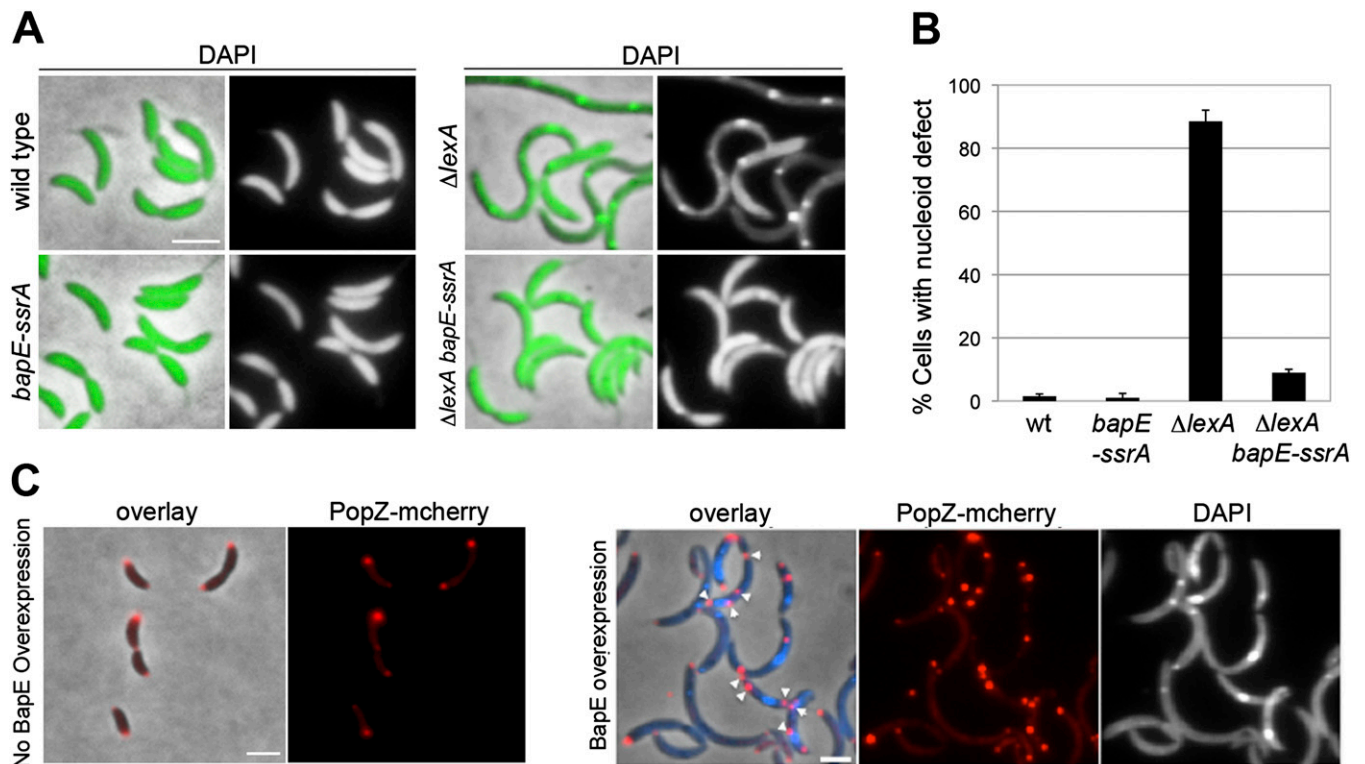 A
DAPI
DAPI
wild type
ΔlexA
bapE-ssrA
ΔlexA bapE-ssrA
B
% Cells with nucleoid defect
100
80
60
40
20
0
wt
bapE
-ssrA
ΔlexA
ΔlexA
bapE-ssrA
C
No BapE Overexpression
overlay
PopZ-mcherry
BapE overexpression
overlay
PopZ-mcherry
DAPI